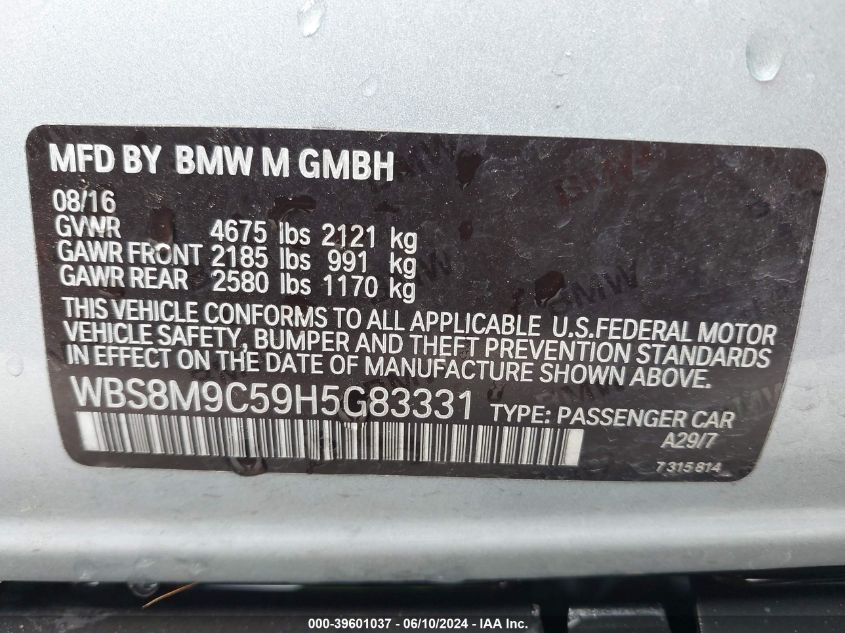 MFD BY BMW M GMBH
08/16
GVWR 4675 lbs 2121 kg
GAWR FRONT 2185 lbs 991 kg
GAWR REAR 2580 lbs 1170 kg
THIS VEHICLE CONFORMS TO ALL APPLICABLE U.S.FEDERAL MOTOR
VEHICLE SAFETY, BUMPER AND THEFT PREVENTION STANDARDS
IN EFFECT ON THE DATE OF MANUFACTURE SHOWN ABOVE.
WBS8M9C59H5G83331 TYPE: PASSENGER CAR
A29/7
7 315 814
000-39601037 - 06/10/2024 - IAA Inc.